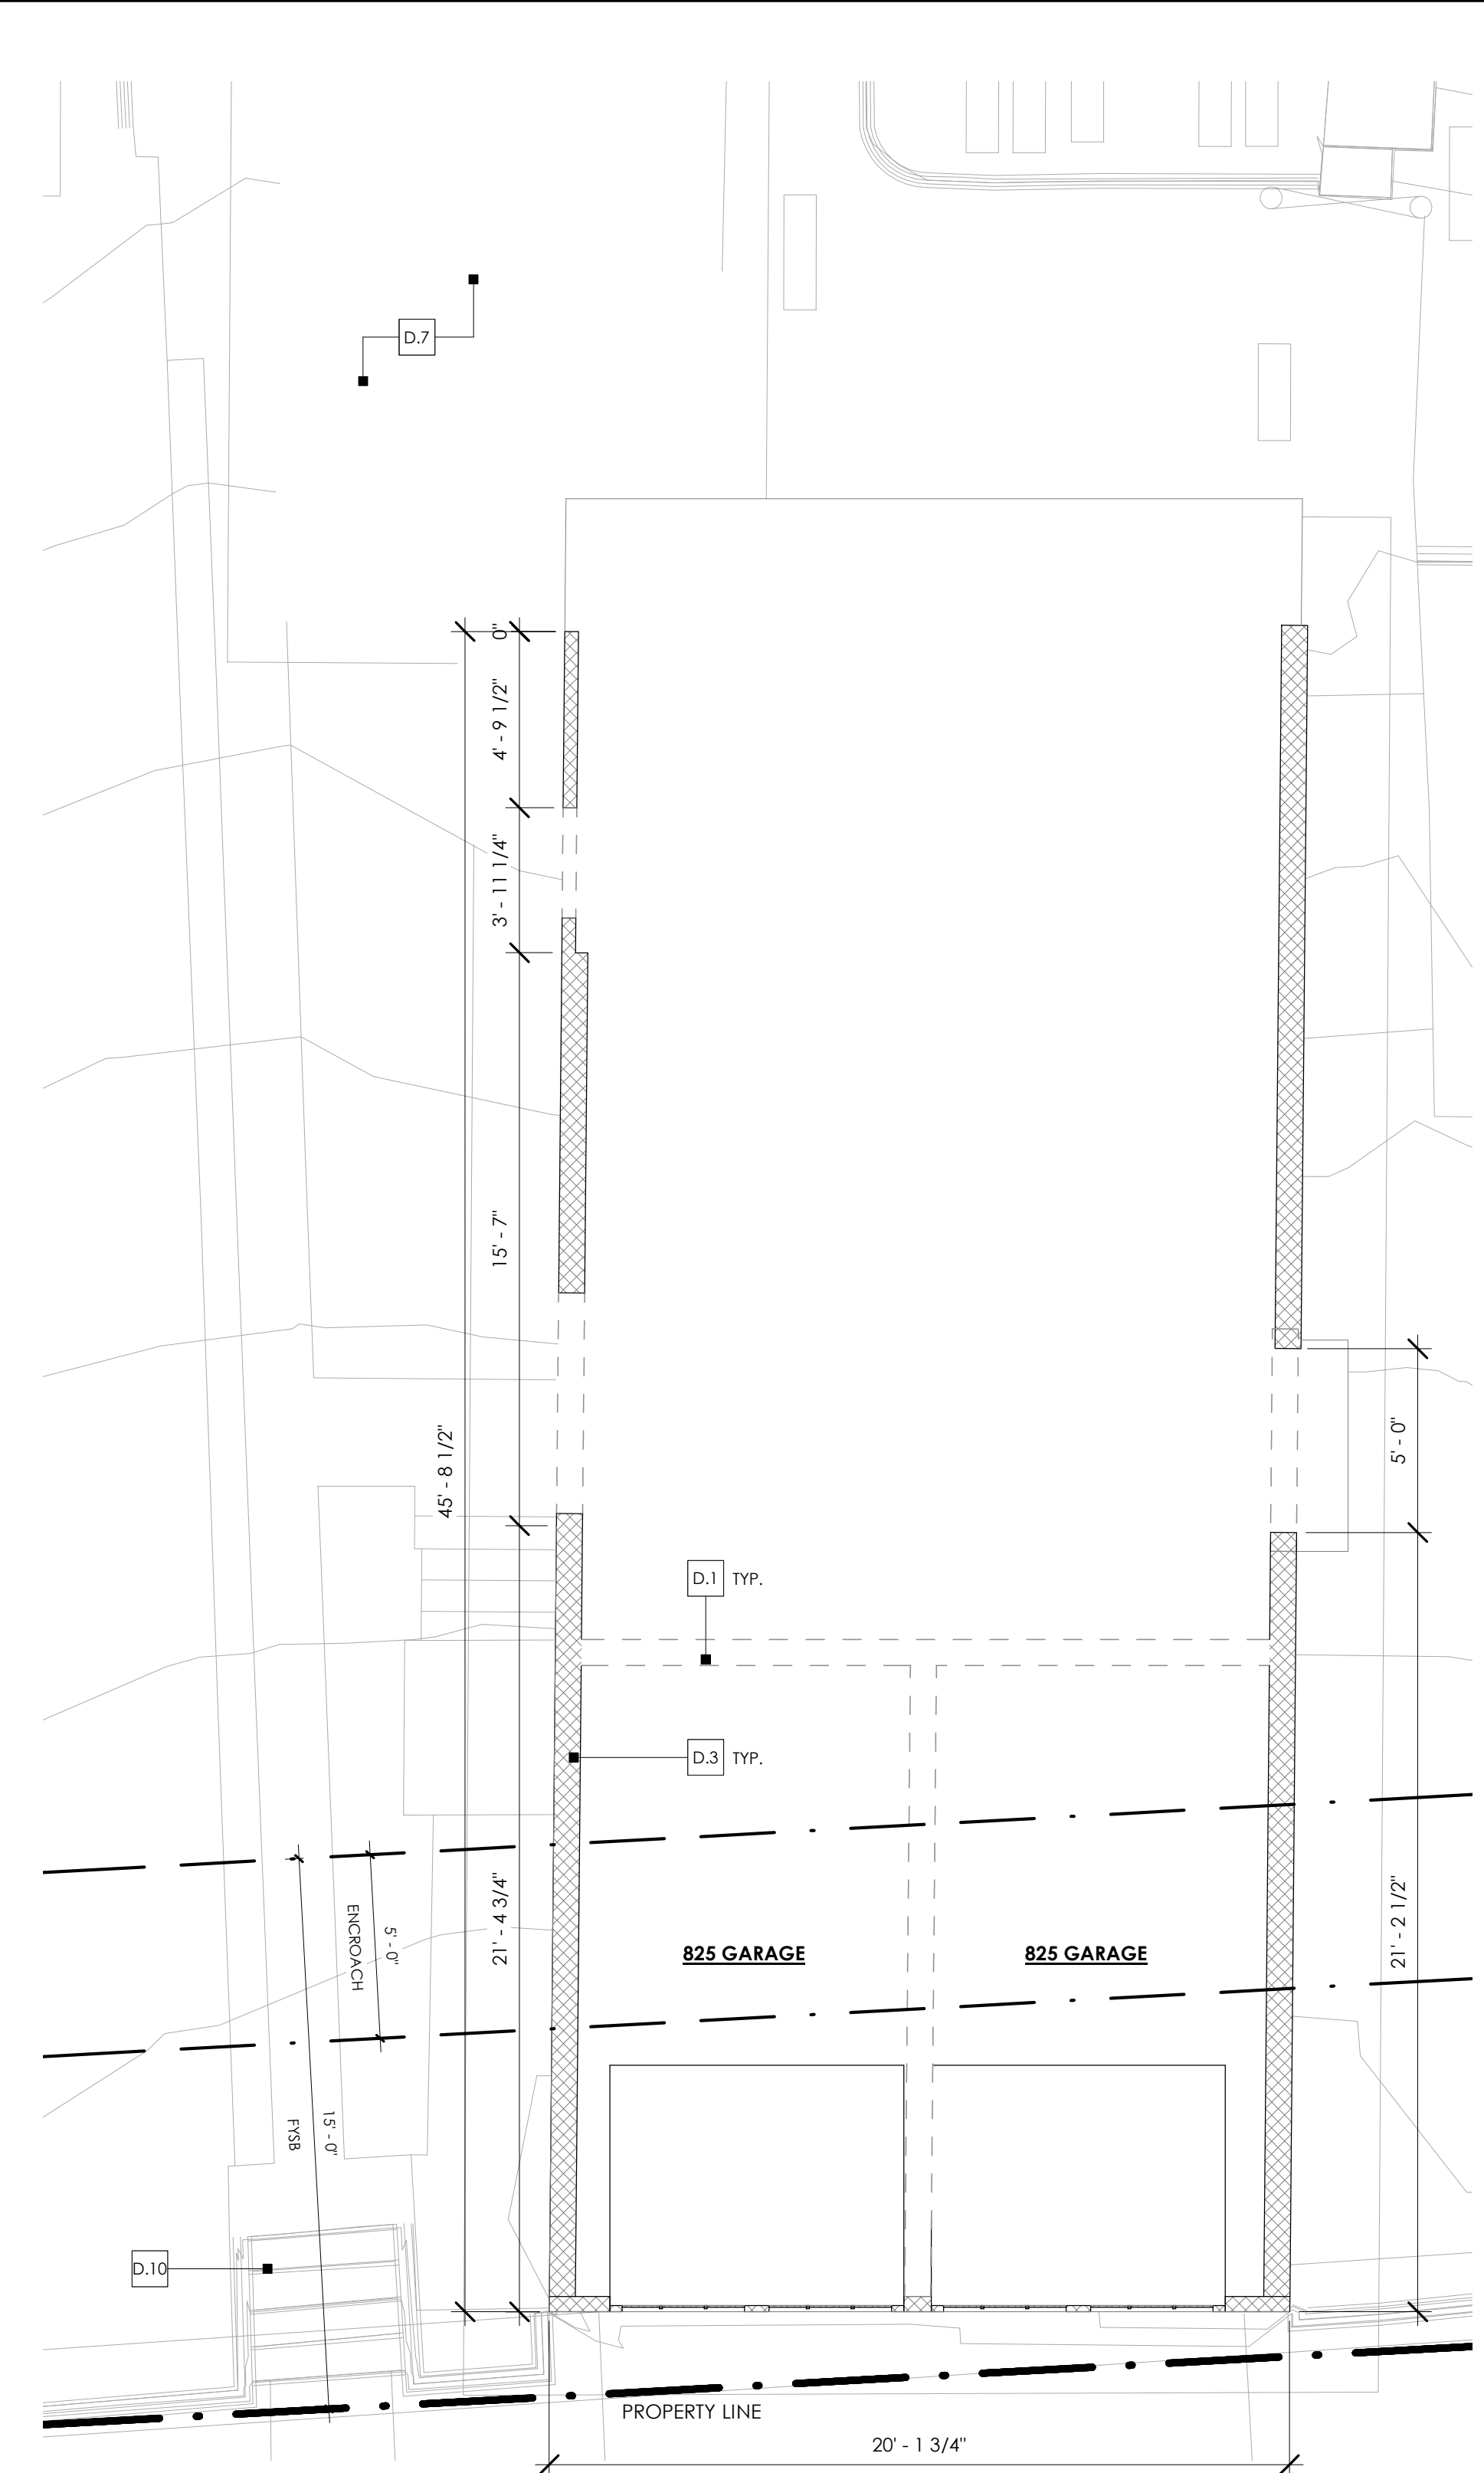 D.7
0"
4' - 9 1/2"
3' - 11 1/4"
15' - 7"
45' - 8 1/2"
5' - 0"
D.1 TYP.
D.3 TYP.
21' - 4 3/4"
21' - 2 1/2"
5' - 0"
ENCROACH
825 GARAGE
825 GARAGE
15' - 0"
FYSB
D.10
PROPERTY LINE
20' - 1 3/4"